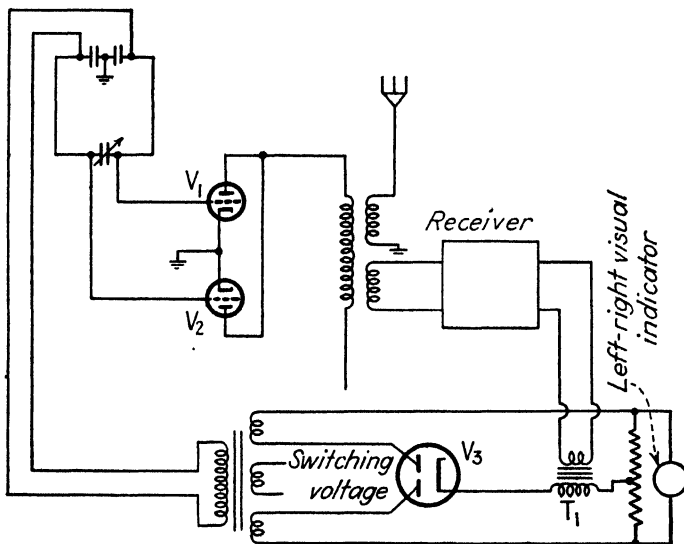 V1
V2
Receiver
Left-right visual
indicator
Switching
voltage
V3
T1